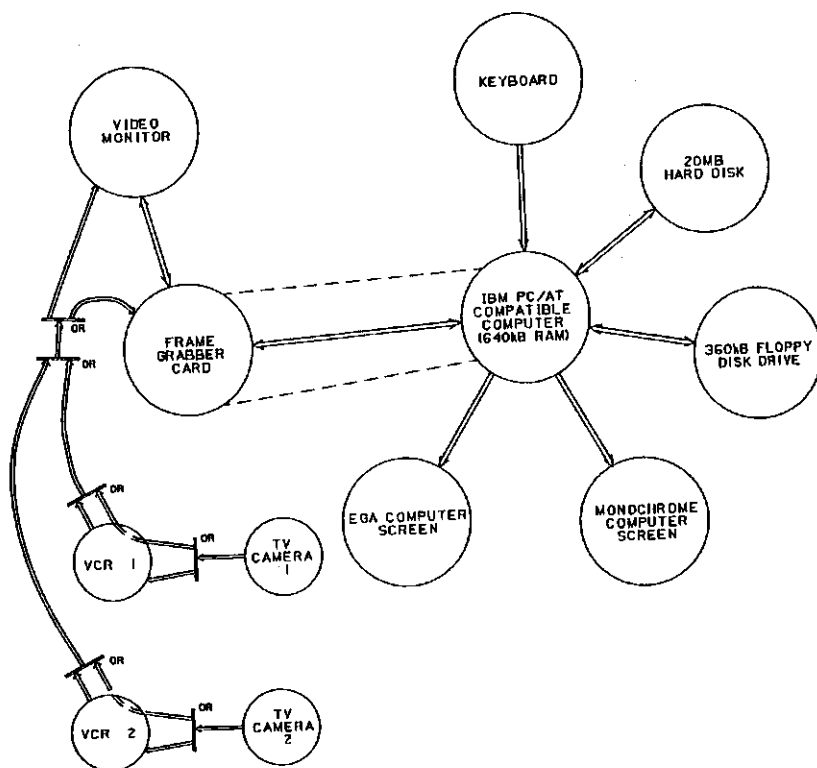 KEYBOARD
VIDEO
MONITOR
20MB
HARD DISK
IBM PC/AT
COMPATIBLE
COMPUTER
(640kB RAM)
OR
FRAME
GRABBER
CARD
OR
360kB FLOPPY
DISK DRIVE
OR
EGA COMPUTER
SCREEN
MONOCHROME
COMPUTER
SCREEN
OR
VCR 1
TV
CAMERA
1
OR
OR
VCR 2
TV
CAMERA
2